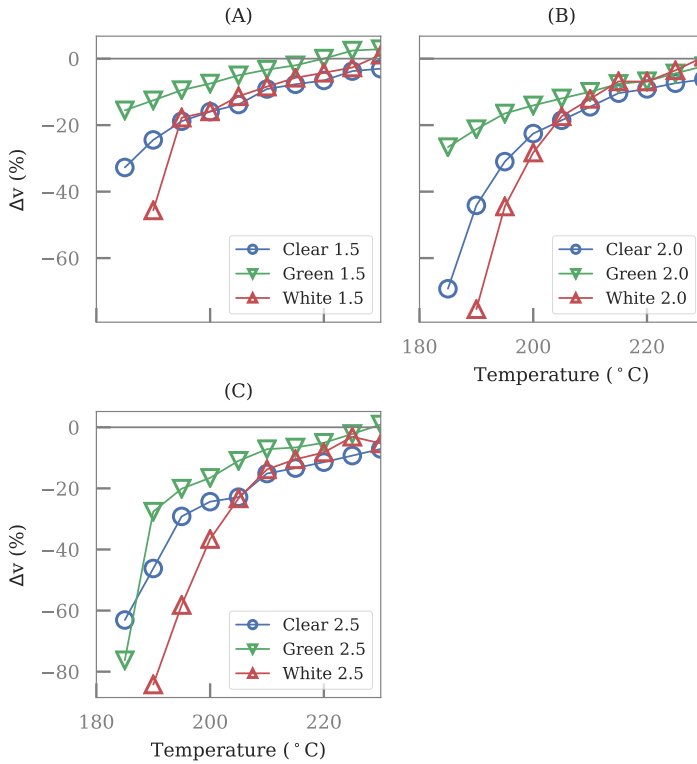 (A)
(B)
0
−20
−40
−60
Δv (%)
Clear 1.5
Green 1.5
White 1.5
Clear 2.0
Green 2.0
White 2.0
180
200
220
Temperature (°C)
(C)
0
−20
−40
−60
−80
Δv (%)
Clear 2.5
Green 2.5
White 2.5
180
200
220
Temperature (°C)